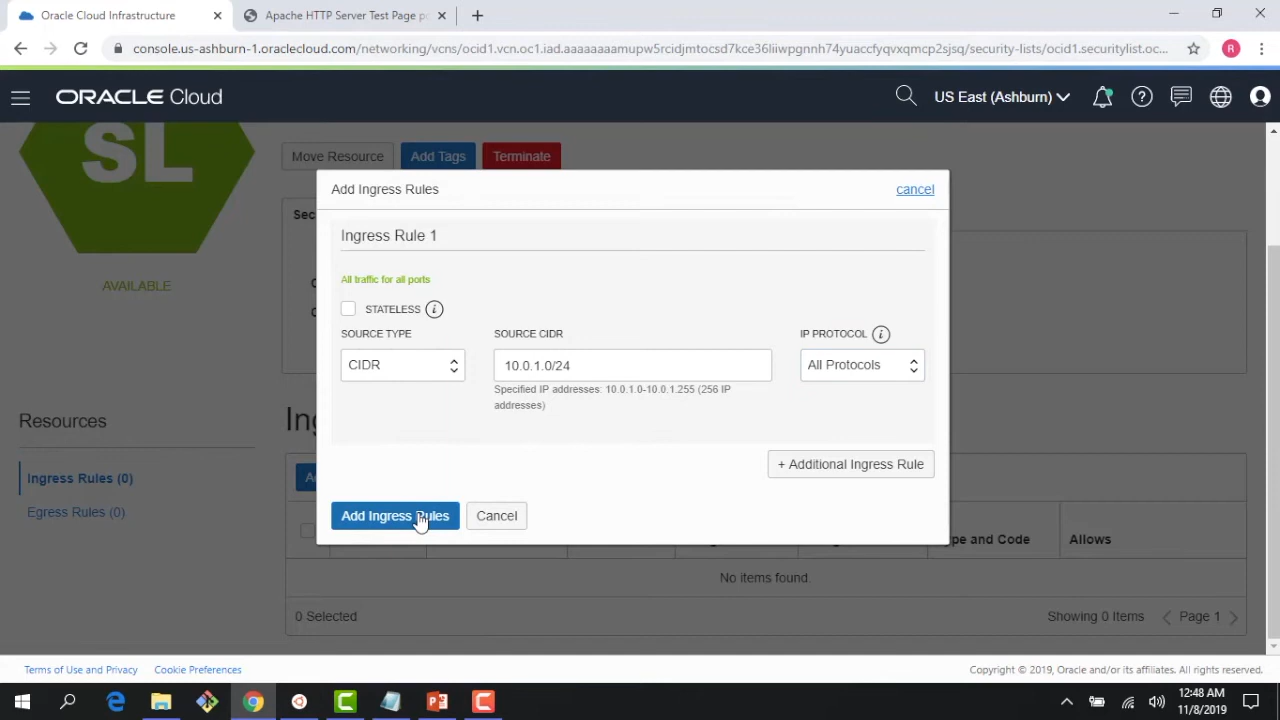 Oracle Cloud Infrastructure
Apache HTTP Server Test Page po
console.us-ashburn-1.oraclecloud.com/networking/vcns/ocid1.vcn.oc1.iad.aaaaaaaamupw5rcidjmtocsd7kce36liiwpgnnh74yuaccfyqvxqmcp2sjsq/security-lists/ocid1.securitylist.oc...
R
ORACLE Cloud
US East (Ashburn)
SL
Move Resource
Add Tags
Terminate
Add Ingress Rules
cancel
Sec
Ingress Rule 1
All traffic for all ports
AVAILABLE
STATELESS
SOURCE TYPE
SOURCE CIDR
IP PROTOCOL
CIDR
10.0.1.0/24
All Protocols
Specified IP addresses: 10.0.1.0-10.0.1.255 (256 IP
addresses)
Resources
Ing
Ingress Rules (0)
+ Additional Ingress Rule
Egress Rules (0)
Add Ingress Rules
Cancel
ype and Code
Allows
No items found.
0 Selected
Showing 0 Items
Page 1
Terms of Use and Privacy
Cookie Preferences
Copyright © 2019, Oracle and/or its affiliates. All rights reserved.
12:48 AM
11/8/2019